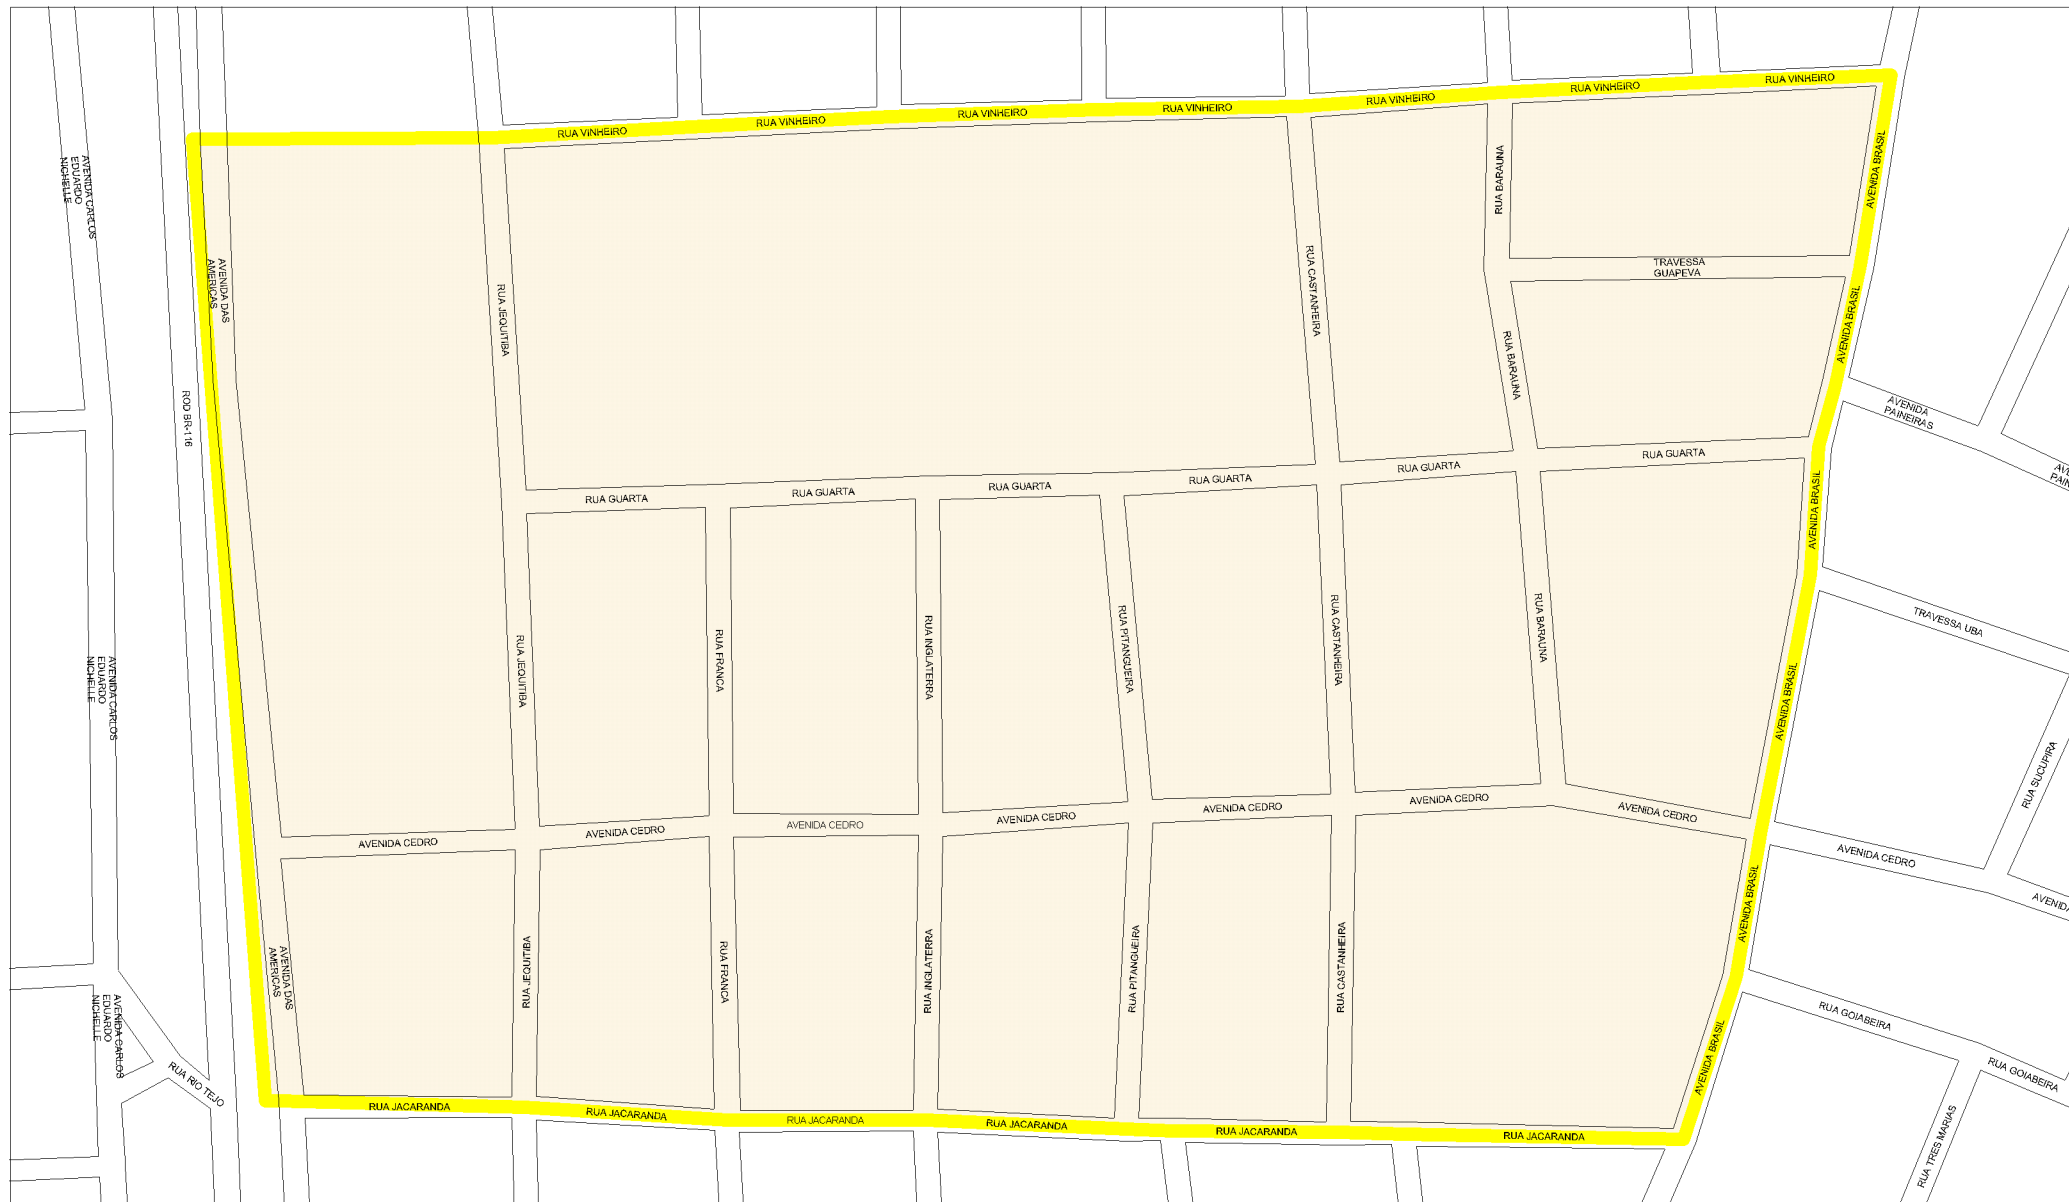 RUA VINHEIRO
RUA VINHEIRO
RUA VINHEIRO
RUA VINHEIRO
RUA VINHEIRO
RUA VINHEIRO
RUA VINHEIRO
AVENIDA CARLOS
EDUARDO
NICHELLE
AVENIDA BRASIL
RUA BARAUNA
AVENIDA DAS
AMERICAS
RUA JEQUITIBA
RUA CASTANHEIRA
TRAVESSA
GUAPEVA
AVENIDA BRASIL
RUA BARAUNA
ROD BR-116
AVENIDA
PAINEIRAS
RUA GUARTA
RUA GUARTA
RUA GUARTA
RUA GUARTA
RUA GUARTA
RUA GUARTA
AVENIDA BRASIL
AVE
PAIN
AVENIDA CARLOS
EDUARDO
NICHELLE
RUA JEQUITIBA
RUA FRANCA
RUA INGLATERRA
RUA PITANGUEIRA
RUA CASTANHEIRA
RUA BARAUNA
AVENIDA BRASIL
TRAVESSA UBA
RUA SUCUPIRA
AVENIDA CEDRO
AVENIDA CEDRO
AVENIDA CEDRO
AVENIDA CEDRO
AVENIDA CEDRO
AVENIDA CEDRO
AVENIDA CEDRO
AVENIDA CEDRO
AVENIDA
AVENIDA BRASIL
AVENIDA CARLOS
EDUARDO
NICHELLE
AVENIDA DAS
AMERICAS
RUA JEQUITIBA
RUA FRANCA
RUA INGLATERRA
RUA PITANGUEIRA
RUA CASTANHEIRA
AVENIDA BRASIL
RUA GOIABEIRA
RUA GOIABEIRA
RUA RIO TEJO
RUA JACARANDA
RUA JACARANDA
RUA JACARANDA
RUA JACARANDA
RUA JACARANDA
RUA JACARANDA
RUA TRES MARIAS